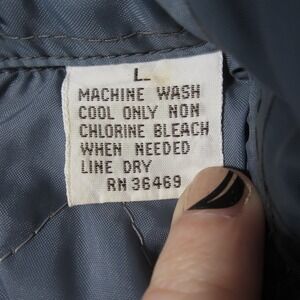 L
MACHINE WASH
COOL ONLY NON
CHLORINE BLEACH
WHEN NEEDED
LINE DRY
RN 36469